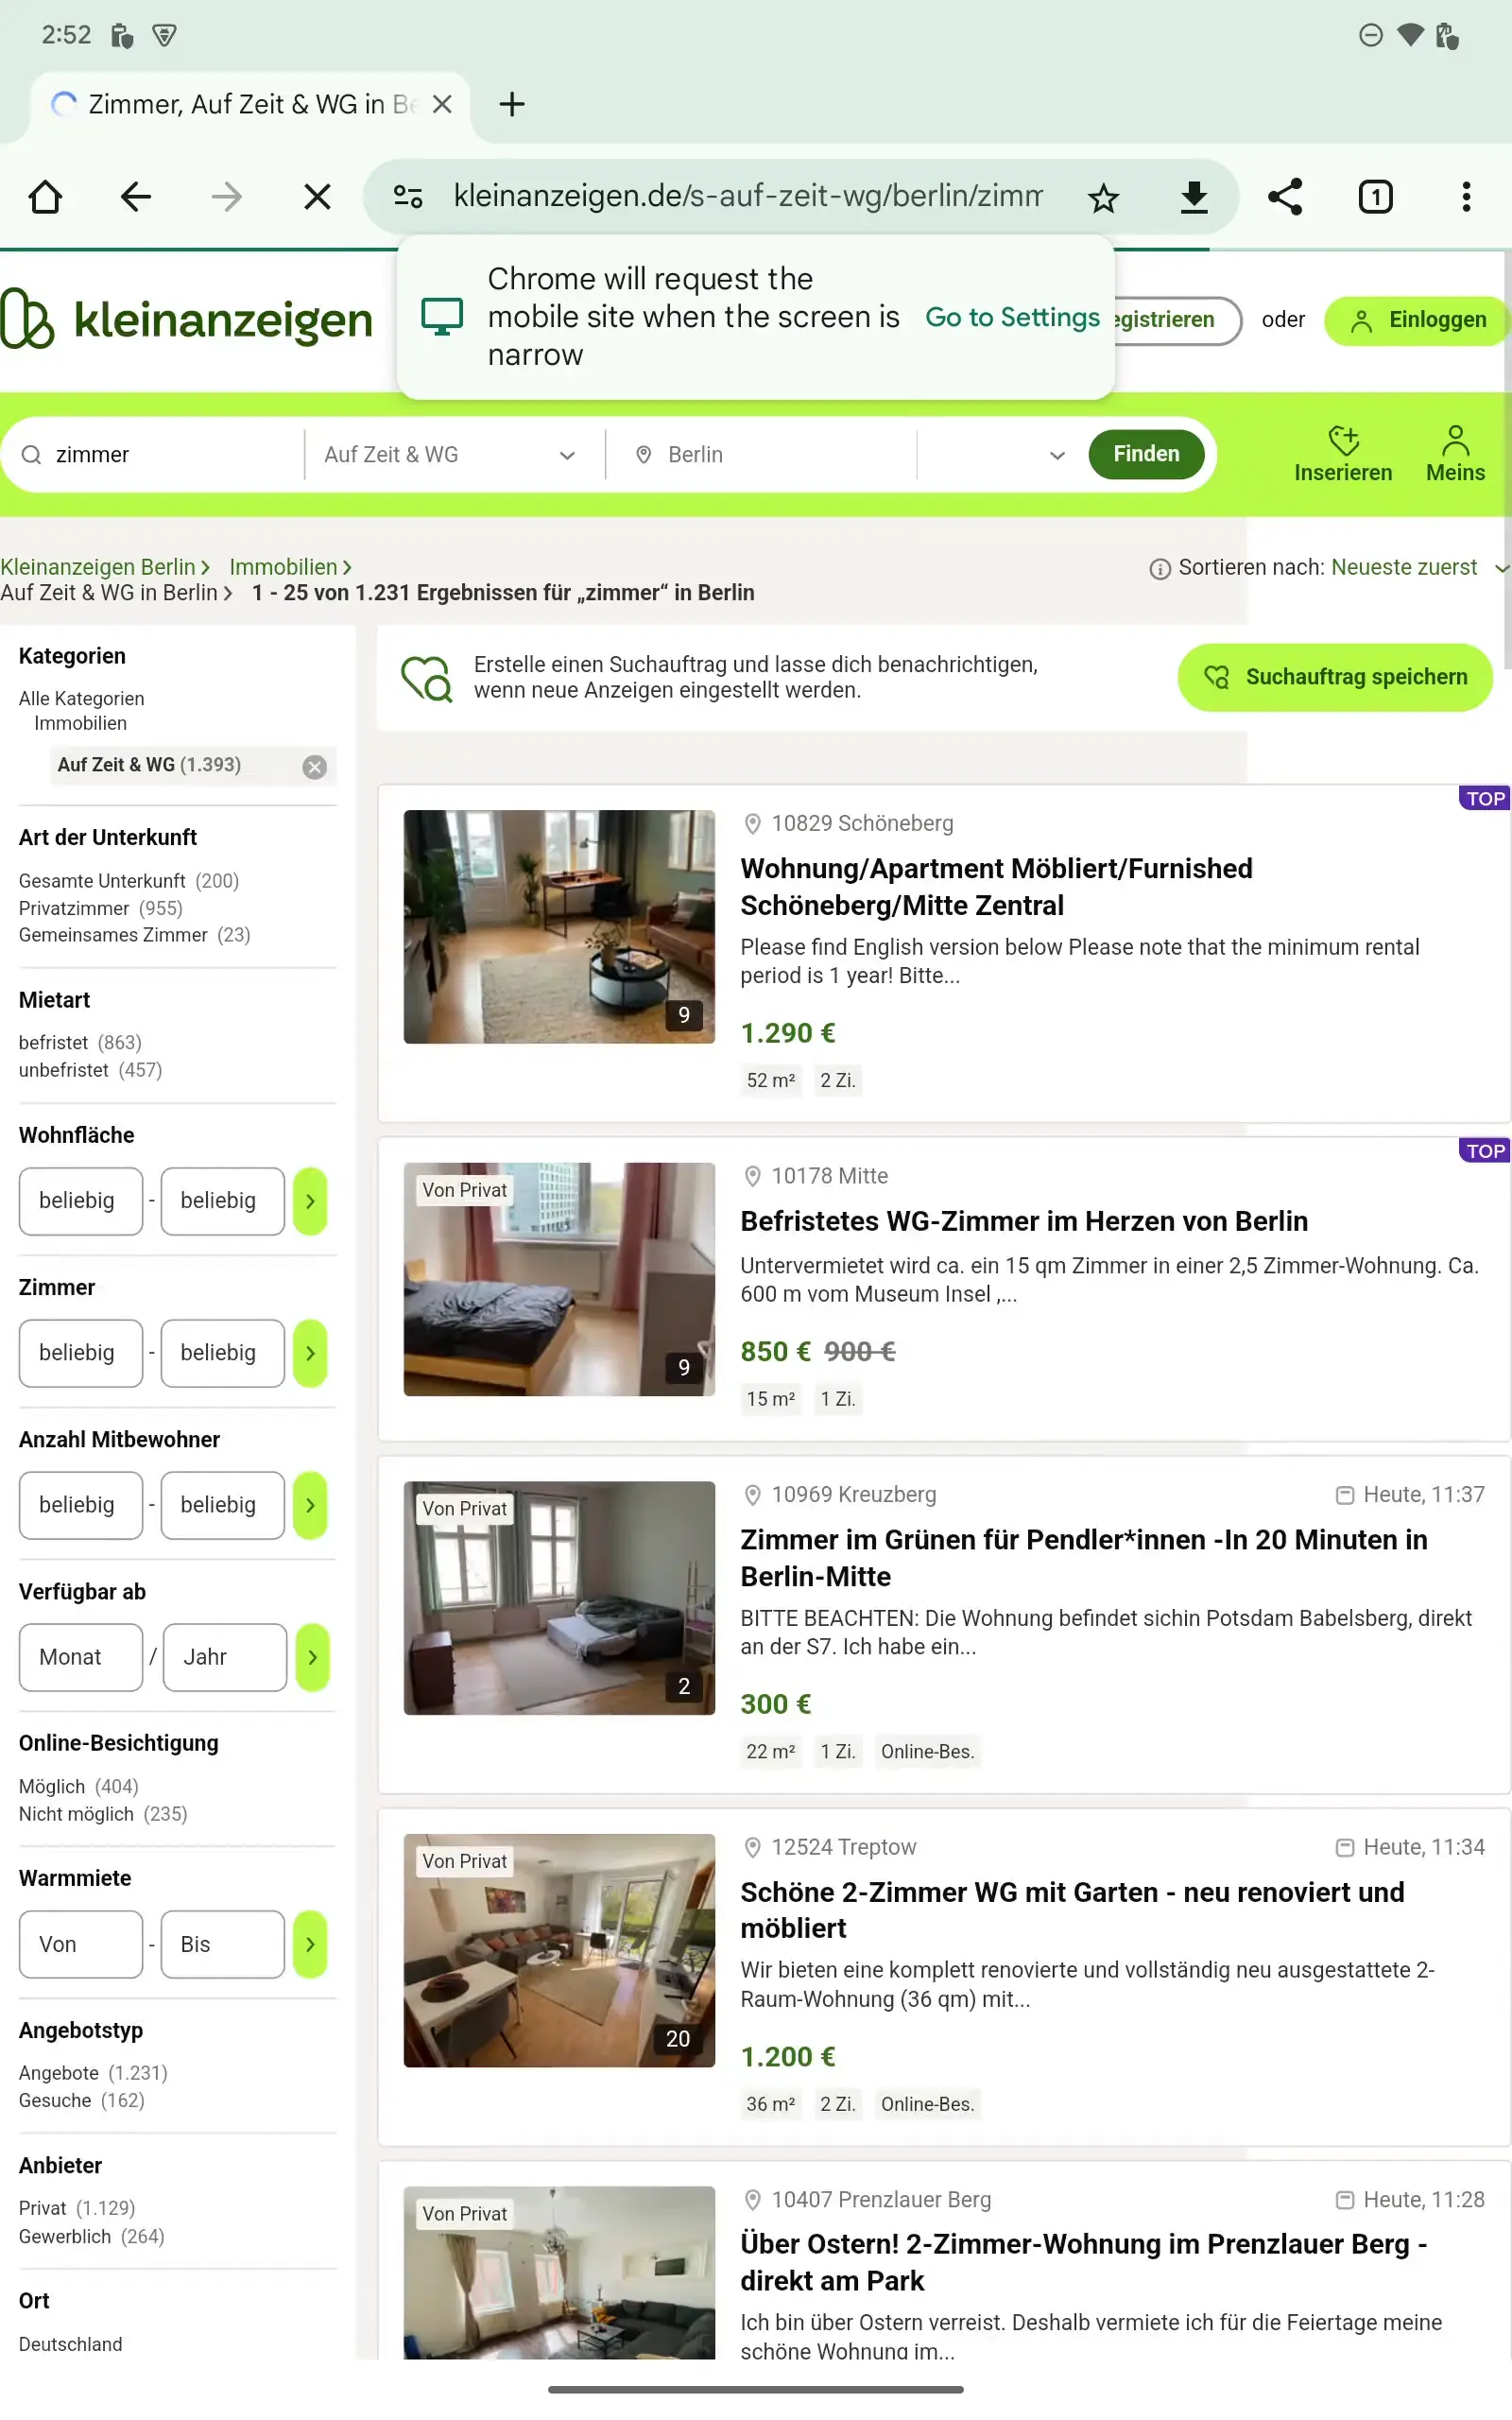 2:52
Zimmer, Auf Zeit & WG in Be
kleinanzeigen.de/s-auf-zeit-wg/berlin/zimm
1
Chrome will request the
mobile site when the screen is
narrow
Go to Settings
kleinanzeigen
egistrieren
oder
Einloggen
zimmer
Auf Zeit & WG
Berlin
Finden
Inserieren
Meins
Kleinanzeigen Berlin
Immobilien
Auf Zeit & WG in Berlin
1 - 25 von 1.231 Ergebnissen für „zimmer“ in Berlin
Sortieren nach: Neueste zuerst
Kategorien
Alle Kategorien
Immobilien
Auf Zeit & WG (1.393)
Art der Unterkunft
Gesamte Unterkunft (200)
Privatzimmer (955)
Gemeinsames Zimmer (23)
Mietart
befristet (863)
unbefristet (457)
Wohnfläche
beliebig - beliebig
Zimmer
beliebig - beliebig
Anzahl Mitbewohner
beliebig - beliebig
Verfügbar ab
Monat / Jahr
Online-Besichtigung
Möglich (404)
Nicht möglich (235)
Warmmiete
Von - Bis
Angebotstyp
Angebote (1.231)
Gesuche (162)
Anbieter
Privat (1.129)
Gewerblich (264)
Ort
Deutschland
Erstelle einen Suchauftrag und lasse dich benachrichtigen,
wenn neue Anzeigen eingestellt werden.
Suchauftrag speichern
TOP
9
10829 Schöneberg
Wohnung/Apartment Möbliert/Furnished
Schöneberg/Mitte Zentral
Please find English version below Please note that the minimum rental
period is 1 year! Bitte...
1.290 €
52 m² 2 Zi.
TOP
Von Privat
9
10178 Mitte
Befristetes WG-Zimmer im Herzen von Berlin
Untervermietet wird ca. ein 15 qm Zimmer in einer 2,5 Zimmer-Wohnung. Ca.
600 m vom Museum Insel ,...
850 € 900 €
15 m² 1 Zi.
Von Privat
2
10969 Kreuzberg
Heute, 11:37
Zimmer im Grünen für Pendler*innen -In 20 Minuten in
Berlin-Mitte
BITTE BEACHTEN: Die Wohnung befindet sichin Potsdam Babelsberg, direkt
an der S7. Ich habe ein...
300 €
22 m² 1 Zi. Online-Bes.
Von Privat
20
12524 Treptow
Heute, 11:34
Schöne 2-Zimmer WG mit Garten - neu renoviert und
möbliert
Wir bieten eine komplett renovierte und vollständig neu ausgestattete 2-
Raum-Wohnung (36 qm) mit...
1.200 €
36 m² 2 Zi. Online-Bes.
Von Privat
10407 Prenzlauer Berg
Heute, 11:28
Über Ostern! 2-Zimmer-Wohnung im Prenzlauer Berg -
direkt am Park
Ich bin über Ostern verreist. Deshalb vermiete ich für die Feiertage meine
schöne Wohnung im...